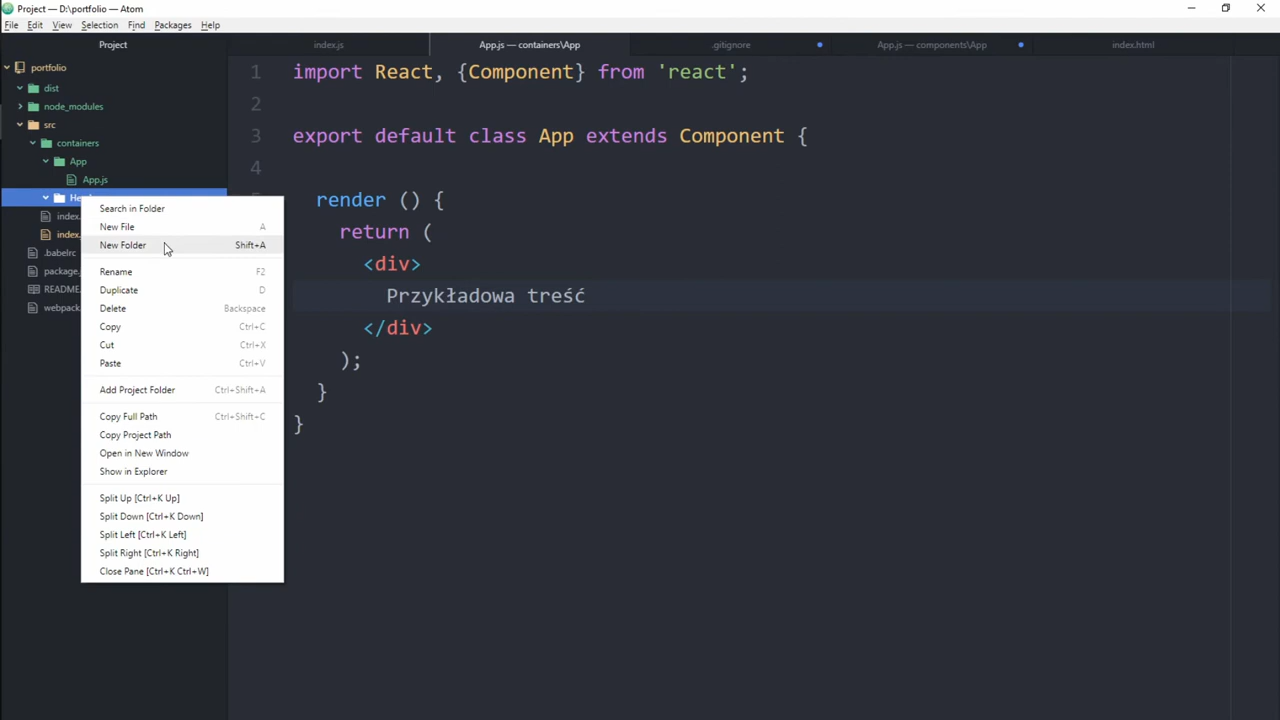 Project — D:\portfolio — Atom
File Edit View Selection Find Packages Help
Project
index.js
App.js — containers\App
.gitignore
App.js — components\App
index.html
portfolio
dist
node_modules
src
containers
App
App.js
index.
index.
.babelrc
package.
README.
webpack
Search in Folder
New File A
New Folder Shift+A
Rename F2
Duplicate D
Delete Backspace
Copy Ctrl+C
Cut Ctrl+X
Paste Ctrl+V
Add Project Folder Ctrl+Shift+A
Copy Full Path Ctrl+Shift+C
Copy Project Path
Open in New Window
Show in Explorer
Split Up [Ctrl+K Up]
Split Down [Ctrl+K Down]
Split Left [Ctrl+K Left]
Split Right [Ctrl+K Right]
Close Pane [Ctrl+K Ctrl+W]
1 import React, {Component} from 'react';
2
3 export default class App extends Component {
4
render () {
return (
<div>
Przykładowa treść
</div>
);
}
}